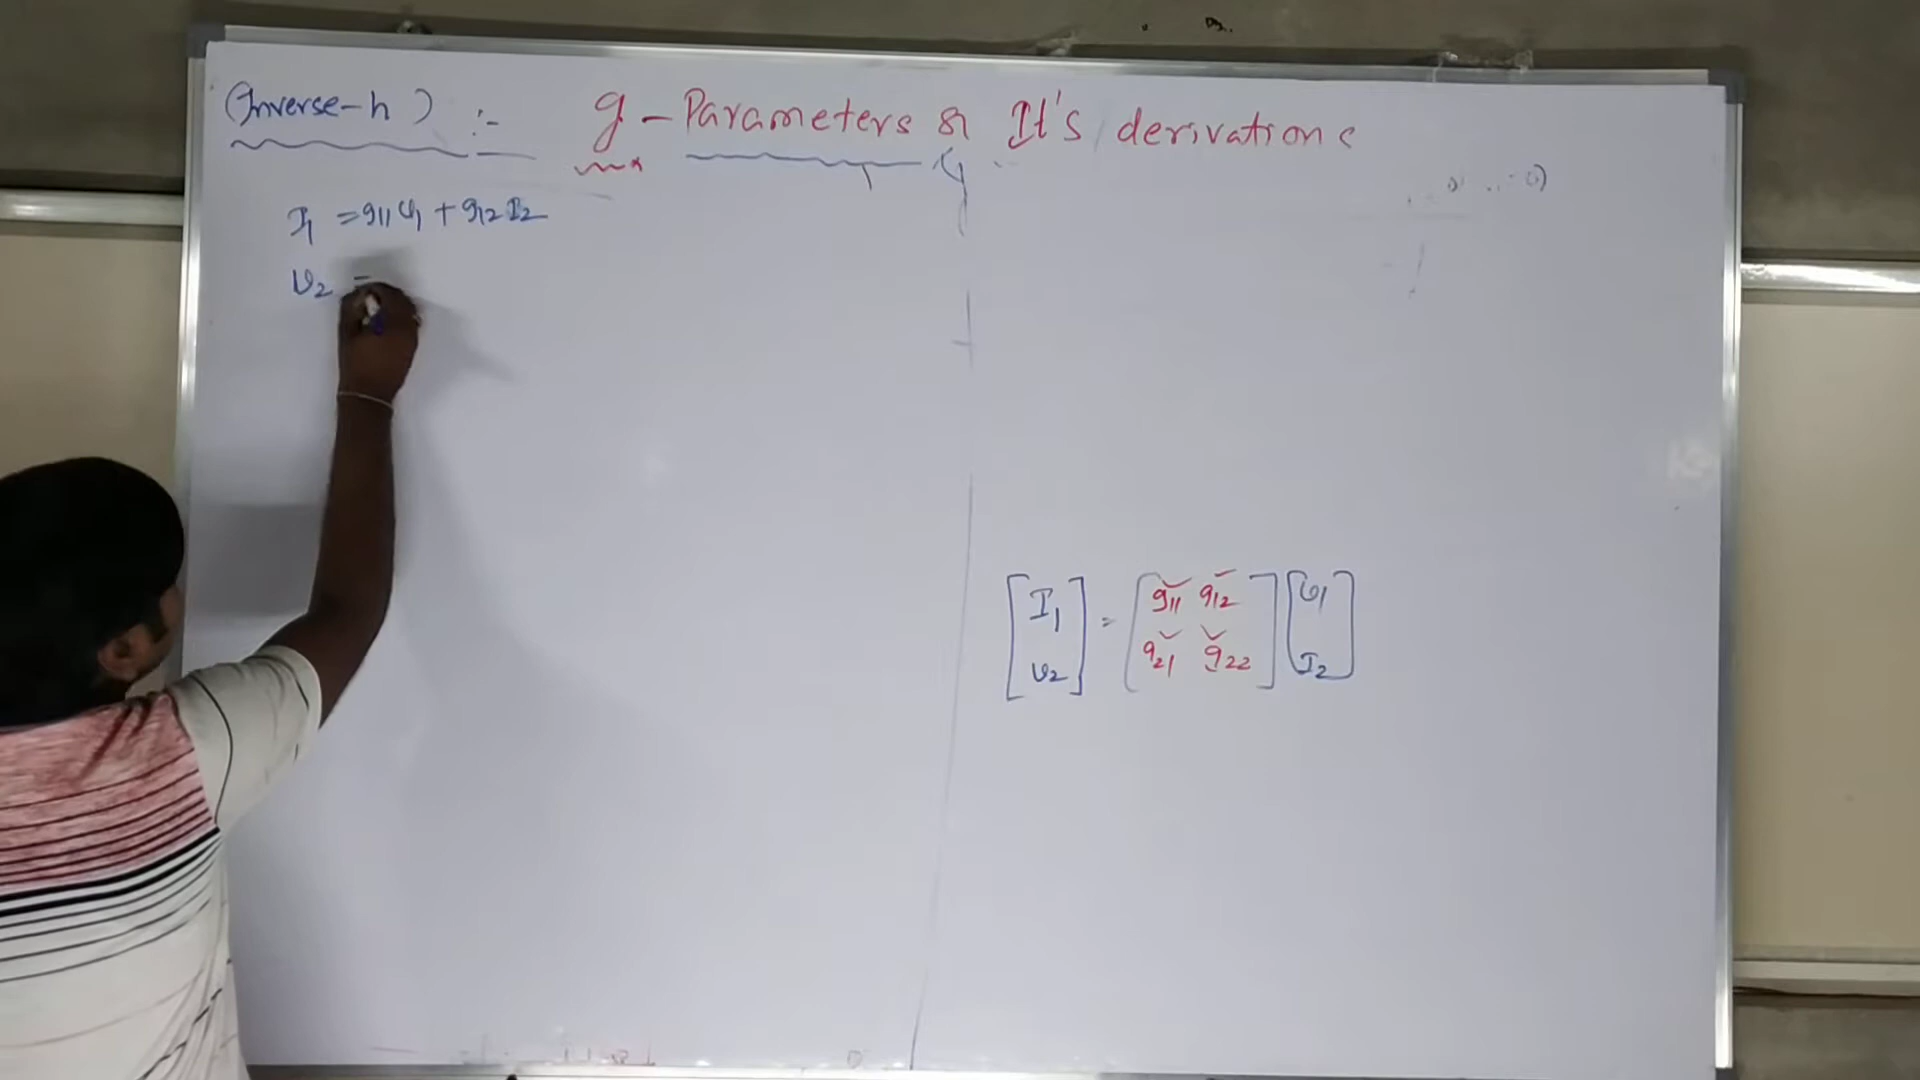 (Inverse-h) :- g-Parameters & It's derivations
I1 = g11 V1 + g12 I2
V2 =
[I1] = [g11 g12] [V1]
[V2] [g21 g22] [I2]